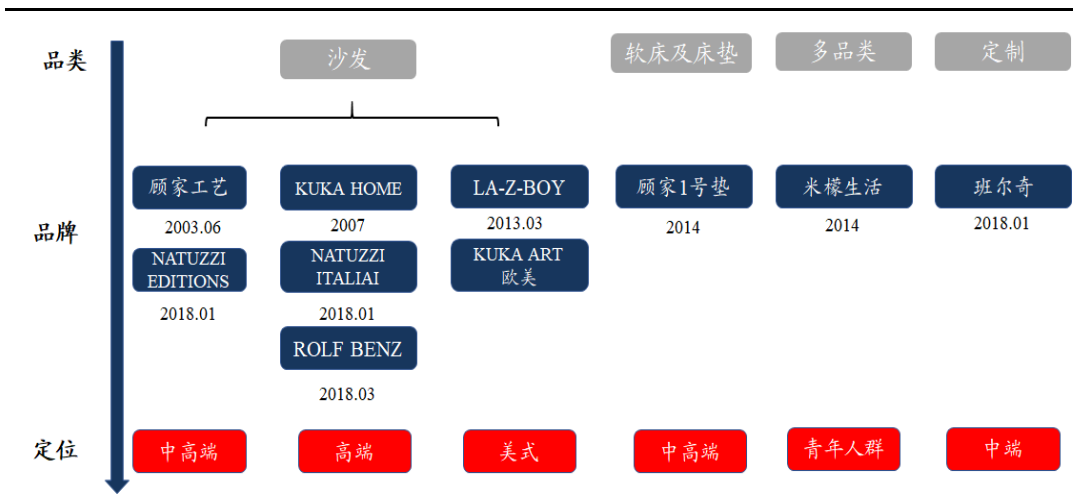 品类
沙发
软床及床垫
多品类
定制
品牌
顾家工艺
KUKA HOME
LA-Z-BOY
顾家1号垫
米檬生活
班尔奇
2003.06
2007
2013.03
2014
2014
2018.01
NATUZZI
EDITIONS
NATUZZI
ITALIAI
KUKA ART
欧美
2018.01
2018.01
ROLF BENZ
2018.03
定位
中高端
高端
美式
中高端
青年人群
中端